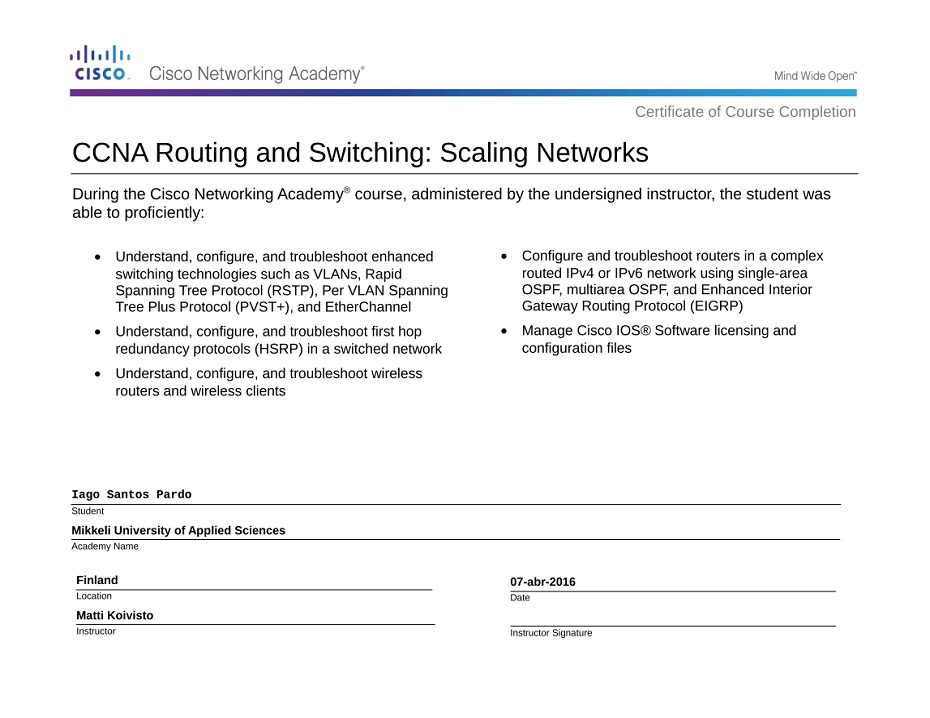 CISCO™ Cisco Networking Academy®
Mind Wide Open™
Certificate of Course Completion
CCNA Routing and Switching: Scaling Networks
During the Cisco Networking Academy® course, administered by the undersigned instructor, the student was
able to proficiently:
• Understand, configure, and troubleshoot enhanced
switching technologies such as VLANs, Rapid
Spanning Tree Protocol (RSTP), Per VLAN Spanning
Tree Plus Protocol (PVST+), and EtherChannel
• Understand, configure, and troubleshoot first hop
redundancy protocols (HSRP) in a switched network
• Understand, configure, and troubleshoot wireless
routers and wireless clients
• Configure and troubleshoot routers in a complex
routed IPv4 or IPv6 network using single-area
OSPF, multiarea OSPF, and Enhanced Interior
Gateway Routing Protocol (EIGRP)
• Manage Cisco IOS® Software licensing and
configuration files
Iago Santos Pardo
Student
Mikkeli University of Applied Sciences
Academy Name
Finland
Location
07-abr-2016
Date
Matti Koivisto
Instructor
Instructor Signature